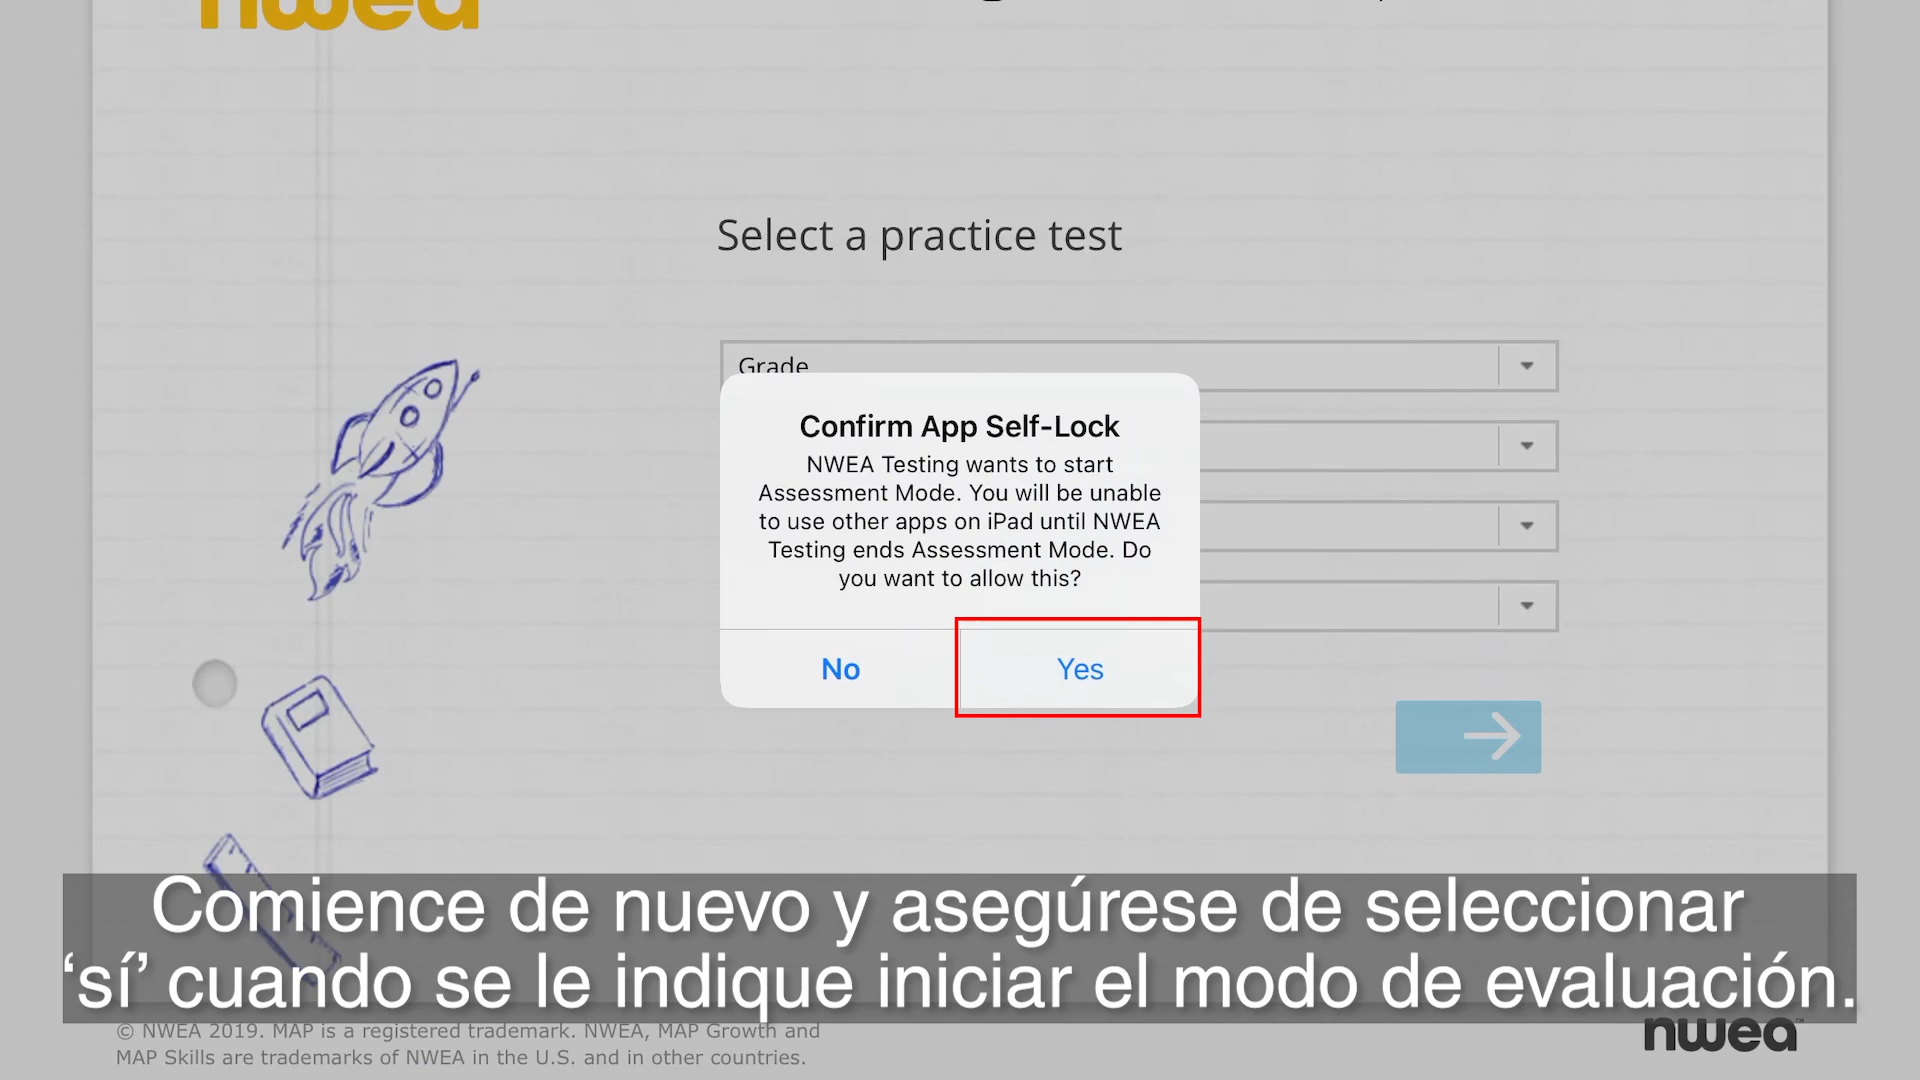 nwea
Select a practice test
Grade
Confirm App Self-Lock
NWEA Testing wants to start
Assessment Mode. You will be unable
to use other apps on iPad until NWEA
Testing ends Assessment Mode. Do
you want to allow this?
No
Yes
Comience de nuevo y asegúrese de seleccionar
‘sí’ cuando se le indique iniciar el modo de evaluación.
© NWEA 2019. MAP is a registered trademark. NWEA, MAP Growth and
MAP Skills are trademarks of NWEA in the U.S. and in other countries.
nwea™